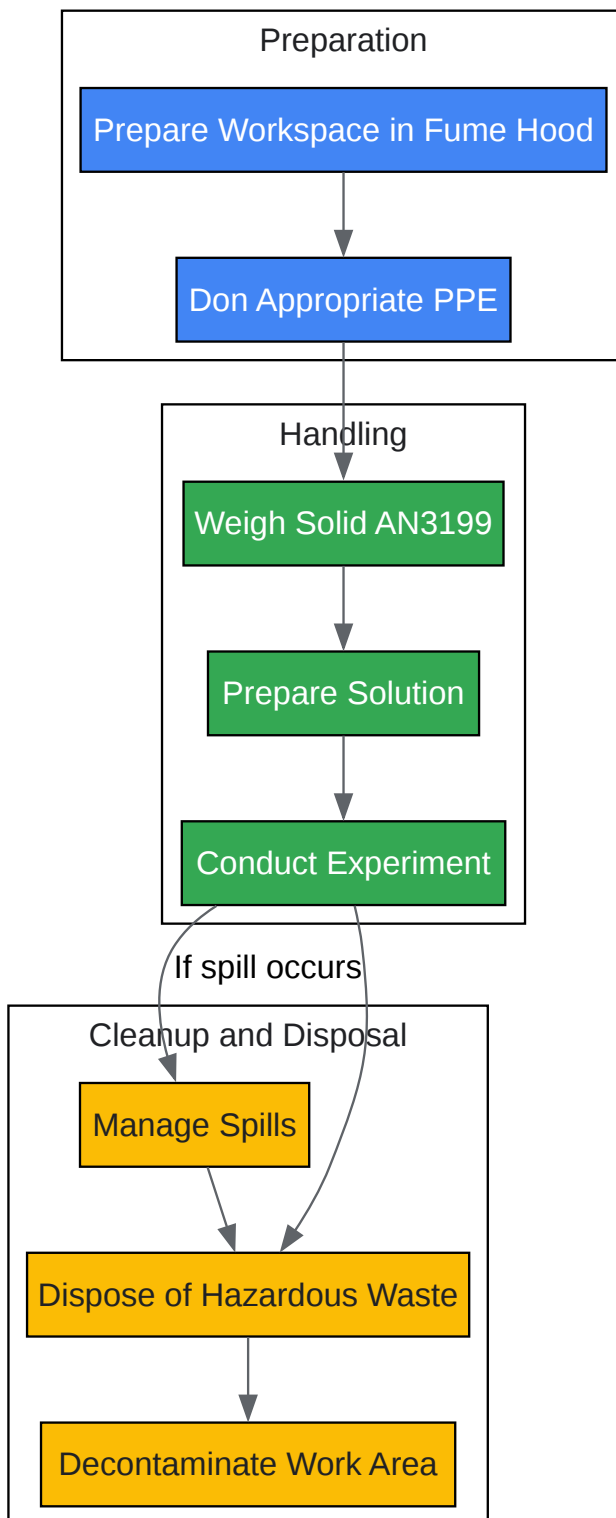 Preparation
Prepare Workspace in Fume Hood
Don Appropriate PPE
Handling
Weigh Solid AN3199
Prepare Solution
Conduct Experiment
If spill occurs
Cleanup and Disposal
Manage Spills
Dispose of Hazardous Waste
Decontaminate Work Area